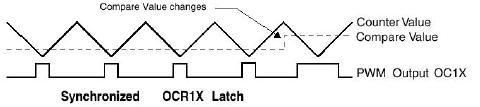 Compare Value changes
Counter Value
Compare Value
PWM Output OC1X
Synchronized OCR1X Latch